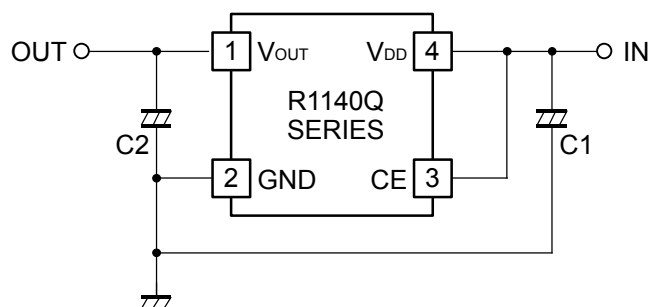 OUT 1 VOUT VDD 4 IN
R1140Q
SERIES
C2 C1
2 GND CE 3